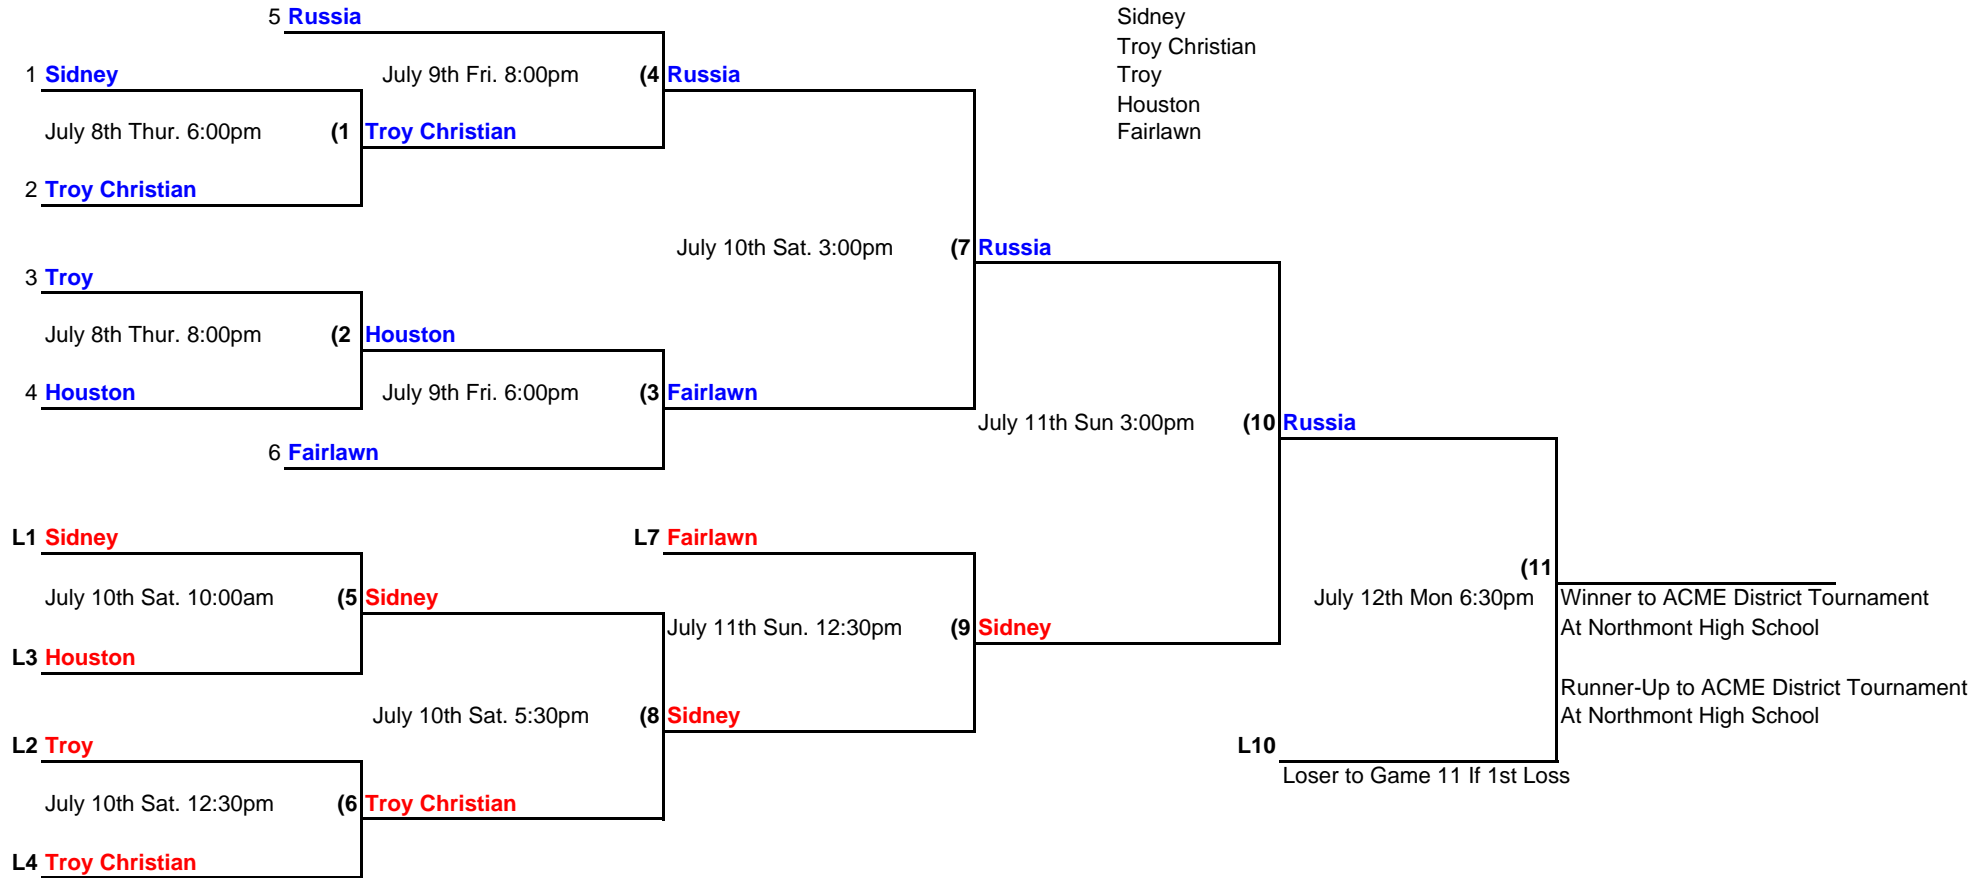 5 Russia
Sidney
Troy Christian
1 Sidney
July 9th Fri. 8:00pm
(4 Russia
Troy
Houston
July 8th Thur. 6:00pm
(1 Troy Christian
Fairlawn
2 Troy Christian
July 10th Sat. 3:00pm
(7 Russia
3 Troy
July 8th Thur. 8:00pm
(2 Houston
4 Houston
July 9th Fri. 6:00pm
(3 Fairlawn
July 11th Sun 3:00pm
(10 Russia
6 Fairlawn
L1 Sidney
L7 Fairlawn
(11
July 10th Sat. 10:00am
(5 Sidney
July 12th Mon 6:30pm
Winner to ACME District Tournament
July 11th Sun. 12:30pm
(9 Sidney
At Northmont High School
L3 Houston
Runner-Up to ACME District Tournament
July 10th Sat. 5:30pm
(8 Sidney
At Northmont High School
L2 Troy
L10
Loser to Game 11 If 1st Loss
July 10th Sat. 12:30pm
(6 Troy Christian
L4 Troy Christian